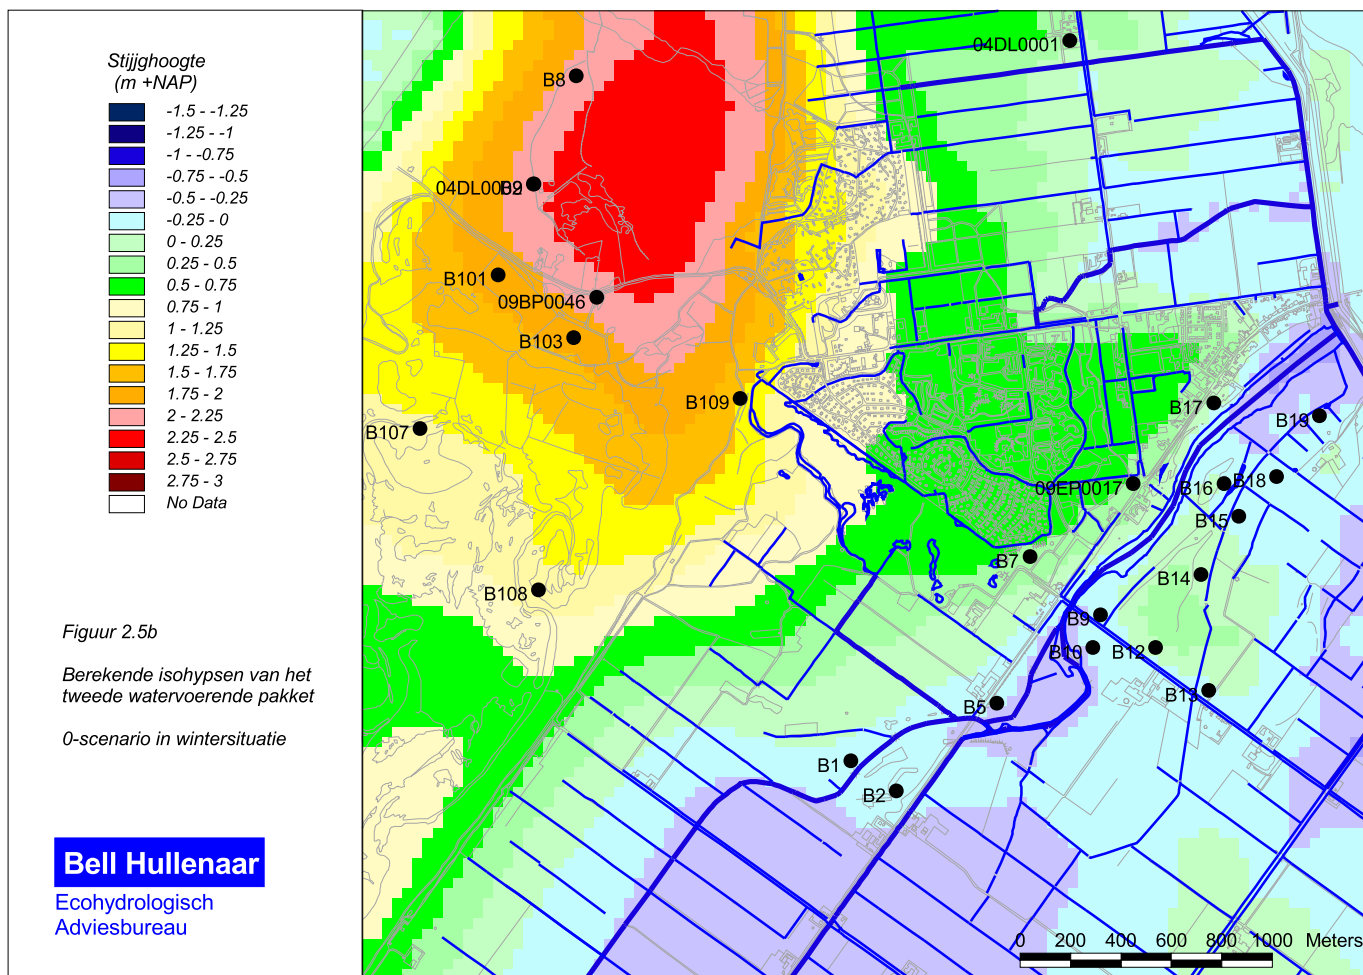 Stijjghoogte
(m +NAP)
-1.5 - -1.25
-1.25 - -1
-1 - -0.75
-0.75 - -0.5
-0.5 - -0.25
-0.25 - 0
0 - 0.25
0.25 - 0.5
0.5 - 0.75
0.75 - 1
1 - 1.25
1.25 - 1.5
1.5 - 1.75
1.75 - 2
2 - 2.25
2.25 - 2.5
2.5 - 2.75
2.75 - 3
No Data
Figuur 2.5b
Berekende isohypsen van het
tweede watervoerende pakket
0-scenario in wintersituatie
Bell Hullenaar
Ecohydrologisch
Adviesbureau
04DL0001
B8
B101
09BP0046
B103
B109
B107
B108
B17
B19
09EP0017
B16
B18
B15
B7
B14
B9
B10
B12
B13
B5
B1
B2
0 200 400 600 800 1000 Meters